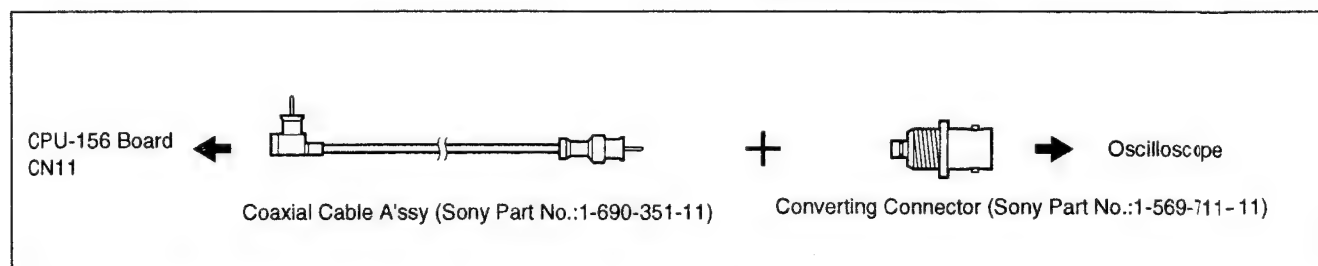 CPU-156 Board
CN11
+
Oscilloscope
Coaxial Cable A'ssy (Sony Part No.:1-690-351-11)
Converting Connector (Sony Part No.:1-569-711-11)